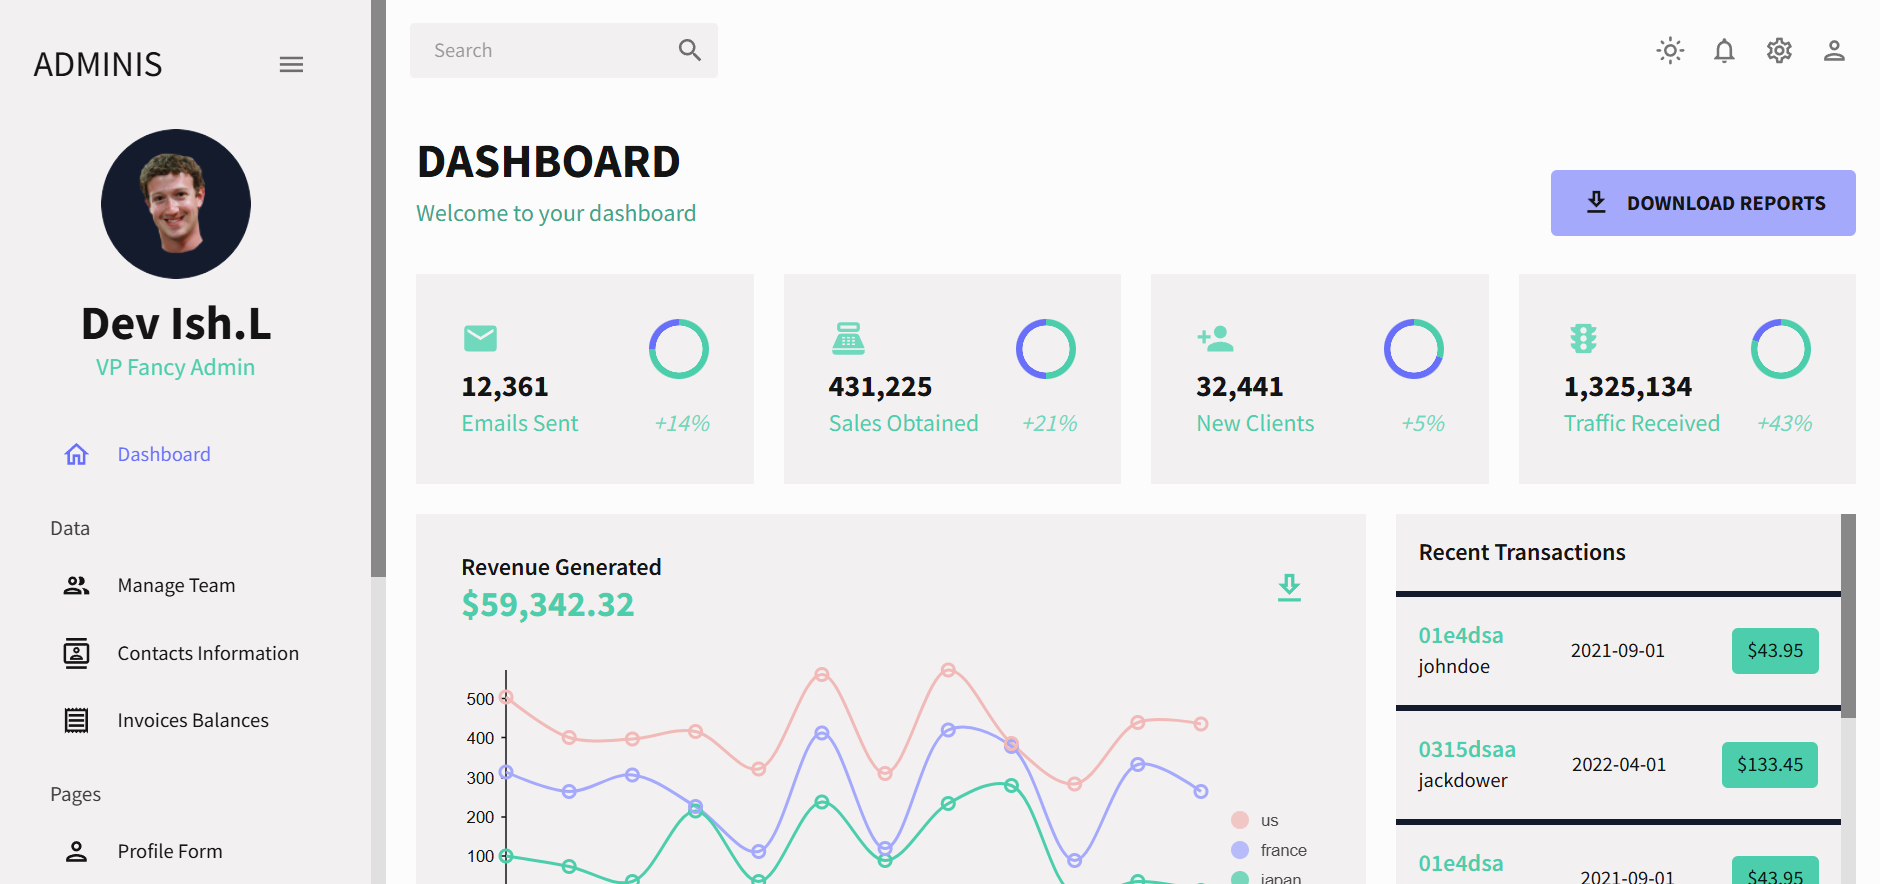 ADMINIS
Dev Ish.L
VP Fancy Admin
Dashboard
Data
Manage Team
Contacts Information
Invoices Balances
Pages
Profile Form
Search
DASHBOARD
Welcome to your dashboard
DOWNLOAD REPORTS
12,361
Emails Sent +14%
431,225
Sales Obtained +21%
32,441
New Clients +5%
1,325,134
Traffic Received +43%
Revenue Generated
$59,342.32
500
400
300
200
100
us
france
japan
Recent Transactions
01e4dsa
johndoe
2021-09-01
$43.95
0315dsaa
jackdower
2022-04-01
$133.45
01e4dsa
2021-09-01
$43.95